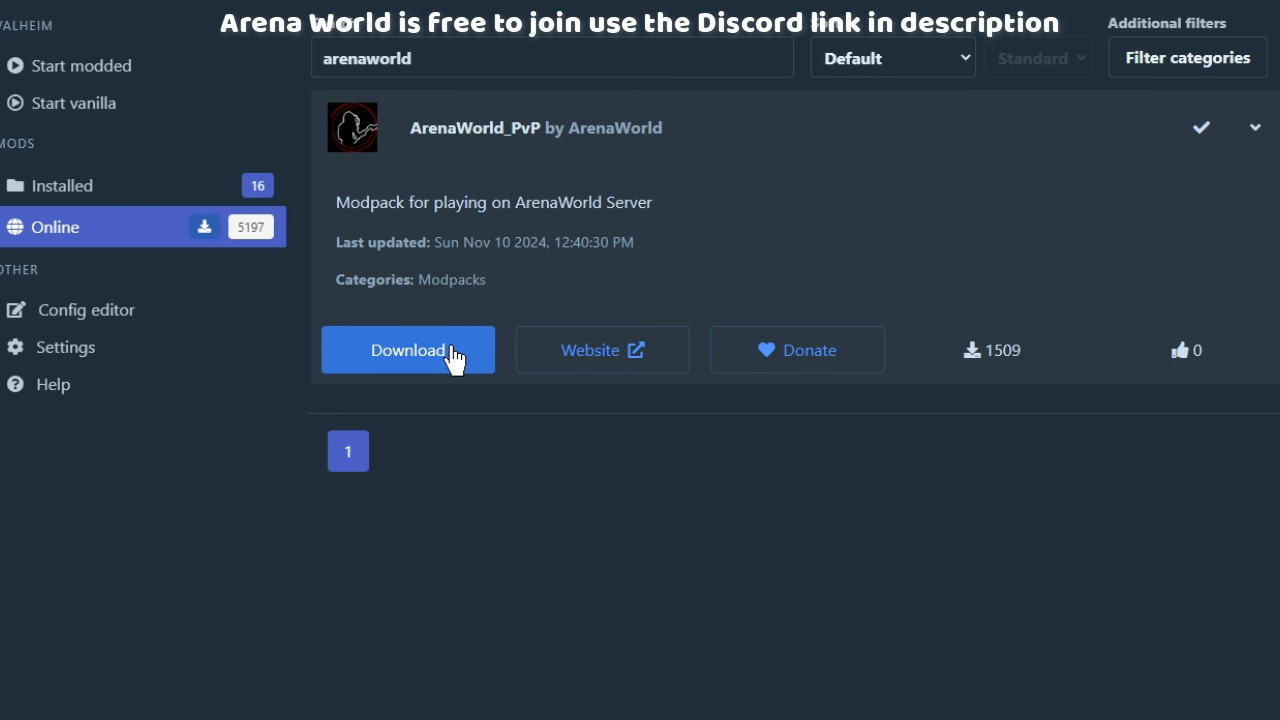 Arena World is free to join use the Discord link in description
VALHEIM
Start modded
Start vanilla
MODS
Installed 16
Online 5197
OTHER
Config editor
Settings
Help
Additional filters
arenaworld
Default
Standard
Filter categories
ArenaWorld_PvP by ArenaWorld
Modpack for playing on ArenaWorld Server
Last updated: Sun Nov 10 2024, 12:40:30 PM
Categories: Modpacks
Download
Website
Donate
1509
0
1